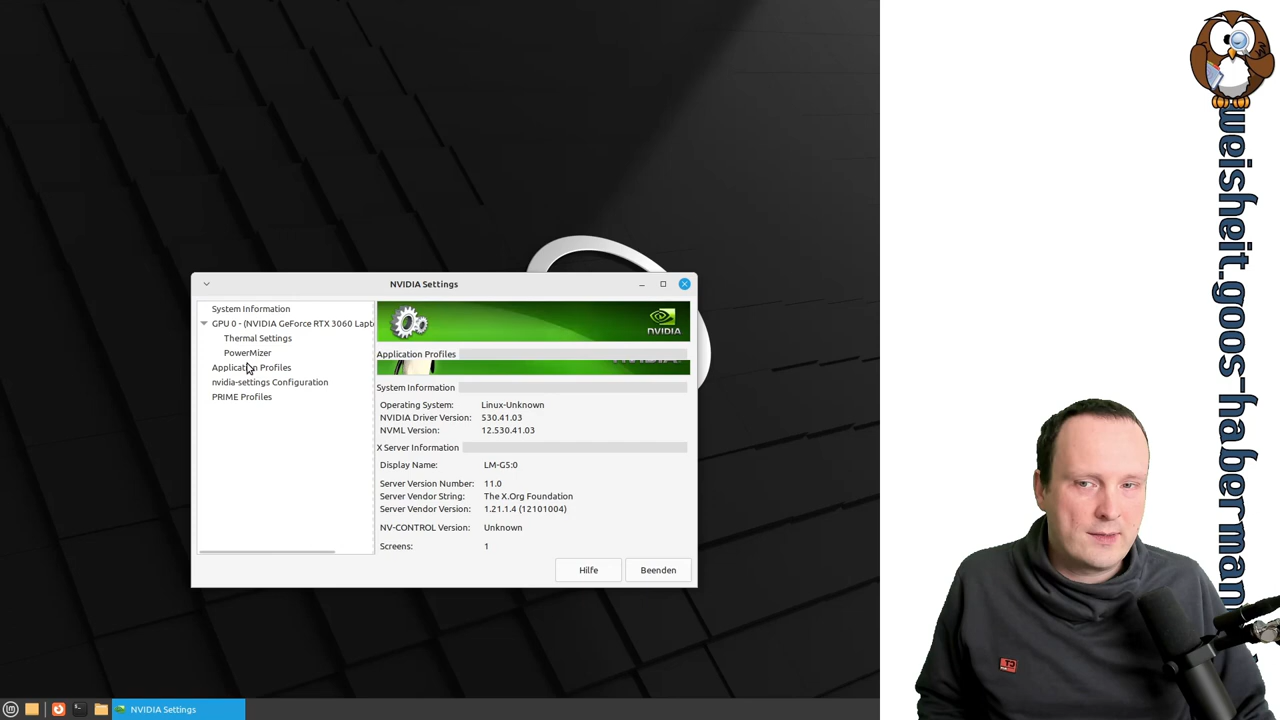 NVIDIA Settings
System Information
GPU 0 - (NVIDIA GeForce RTX 3060 Lapt
Thermal Settings
PowerMizer
Application Profiles
nvidia-settings Configuration
PRIME Profiles
NVIDIA
Application Profiles
System Information
Operating System: Linux-Unknown
NVIDIA Driver Version: 530.41.03
NVML Version: 12.530.41.03
X Server Information
Display Name: LM-G5:0
Server Version Number: 11.0
Server Vendor String: The X.Org Foundation
Server Vendor Version: 1.21.1.4 (12101004)
NV-CONTROL Version: Unknown
Screens: 1
Hilfe
Beenden
NVIDIA Settings
weisheit.goos-haberman